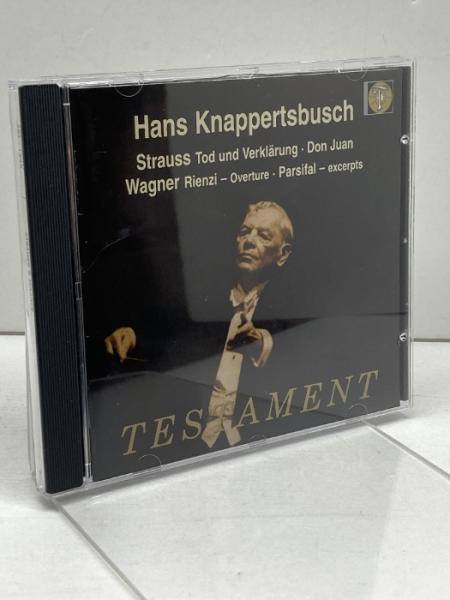 Hans Knappertsbusch
Strauss Tod und Verklärung · Don Juan
Wagner Rienzi – Overture · Parsifal – excerpts
TESTAMENT